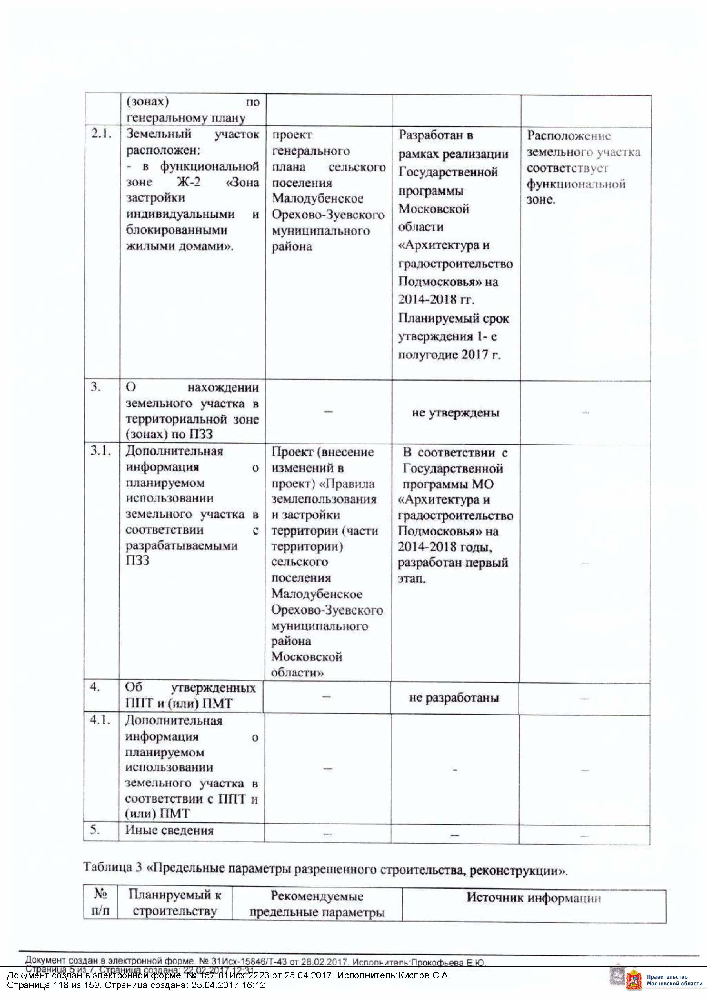 (зонах) по
генеральному плану
2.1.
Земельный участок
расположен:
- в функциональной
зоне Ж-2 «Зона
застройки
индивидуальными и
блокированными
жилыми домами».
проект
генерального
плана сельского
поселения
Малодубенское
Орехово-Зуевского
муниципального
района
Разработан в
рамках реализации
Государственной
программы
Московской
области
«Архитектура и
градостроительство
Подмосковья» на
2014-2018 гг.
Планируемый срок
утверждения 1- е
полугодие 2017 г.
Расположение
земельного участка
соответствует
функциональной
зоне.
3.
О нахождении
земельного участка в
территориальной зоне
(зонах) по ПЗЗ
–
не утверждены
–
3.1.
Дополнительная
информация о
планируемом
использовании
земельного участка в
соответствии с
разрабатываемыми
ПЗЗ
Проект (внесение
изменений в
проект) «Правила
землепользования
и застройки
территории (части
территории)
сельского
поселения
Малодубенское
Орехово-Зуевского
муниципального
района
Московской
области»
В соответствии с
Государственной
программы МО
«Архитектура и
градостроительство
Подмосковья» на
2014-2018 годы,
разработан первый
этап.
–
4.
Об утвержденных
ППТ и (или) ПМТ
–
не разработаны
–
4.1.
Дополнительная
информация о
планируемом
использовании
земельного участка в
соответствии с ППТ и
(или) ПМТ
–
-
–
5.
Иные сведения
–
–
–
Таблица 3 «Предельные параметры разрешенного строительства, реконструкции».
№
п/п
Планируемый к
строительству
Рекомендуемые
предельные параметры
Источник информации
Документ создан в электронной форме. № 31Исх-15846/Т-43 от 28.02.2017. Исполнитель:Прокофьева Е.Ю.
Страница 5 из 7. Страница создана: 22.02.2017 12:31
Документ создан в электронной форме. № 157-01Исх-2223 от 25.04.2017. Исполнитель:Кислов С.А.
Страница 118 из 159. Страница создана: 25.04.2017 16:12
Правительство
Московской области